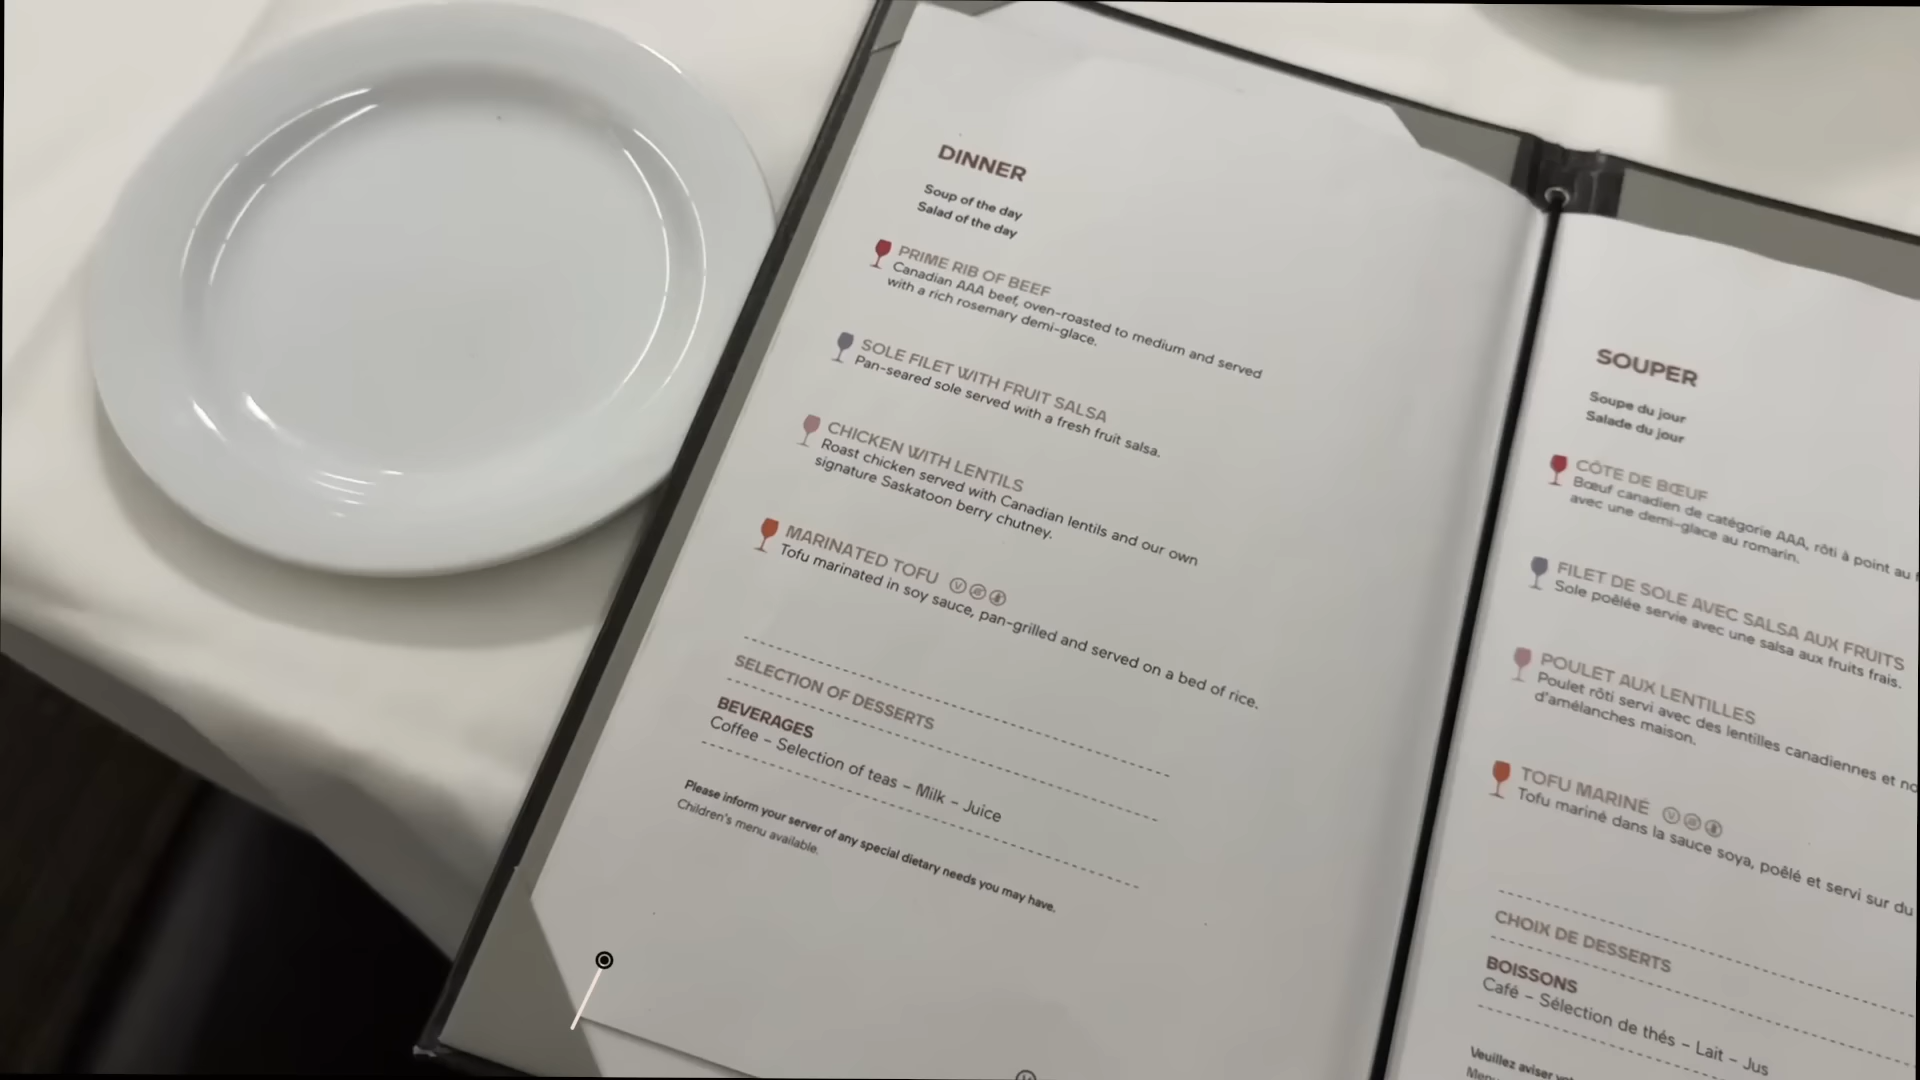 DINNER
Soup of the day
Salad of the day
PRIME RIB OF BEEF
Canadian AAA beef, oven-roasted to medium and served
with a rich rosemary demi-glace.
SOLE FILET WITH FRUIT SALSA
Pan-seared sole served with a fresh fruit salsa.
CHICKEN WITH LENTILS
Roast chicken served with Canadian lentils and our own
signature Saskatoon berry chutney.
MARINATED TOFU
Tofu marinated in soy sauce, pan-grilled and served on a bed of rice.
SELECTION OF DESSERTS
BEVERAGES
Coffee – Selection of teas – Milk – Juice
Please inform your server of any special dietary needs you may have.
Children's menu available.
SOUPER
Soupe du jour
Salade du jour
CÔTE DE BŒUF
Bœuf canadien de catégorie AAA, rôti à point au
avec une demi-glace au romarin.
FILET DE SOLE AVEC SALSA AUX FRUITS
Sole poêlée servie avec une salsa aux fruits frais.
POULET AUX LENTILLES
Poulet rôti servi avec des lentilles canadiennes et
d'amélanches maison.
TOFU MARINÉ
Tofu mariné dans la sauce soya, poêlé et servi sur du
CHOIX DE DESSERTS
BOISSONS
Café – Sélection de thés – Lait – Jus
Veuillez aviser